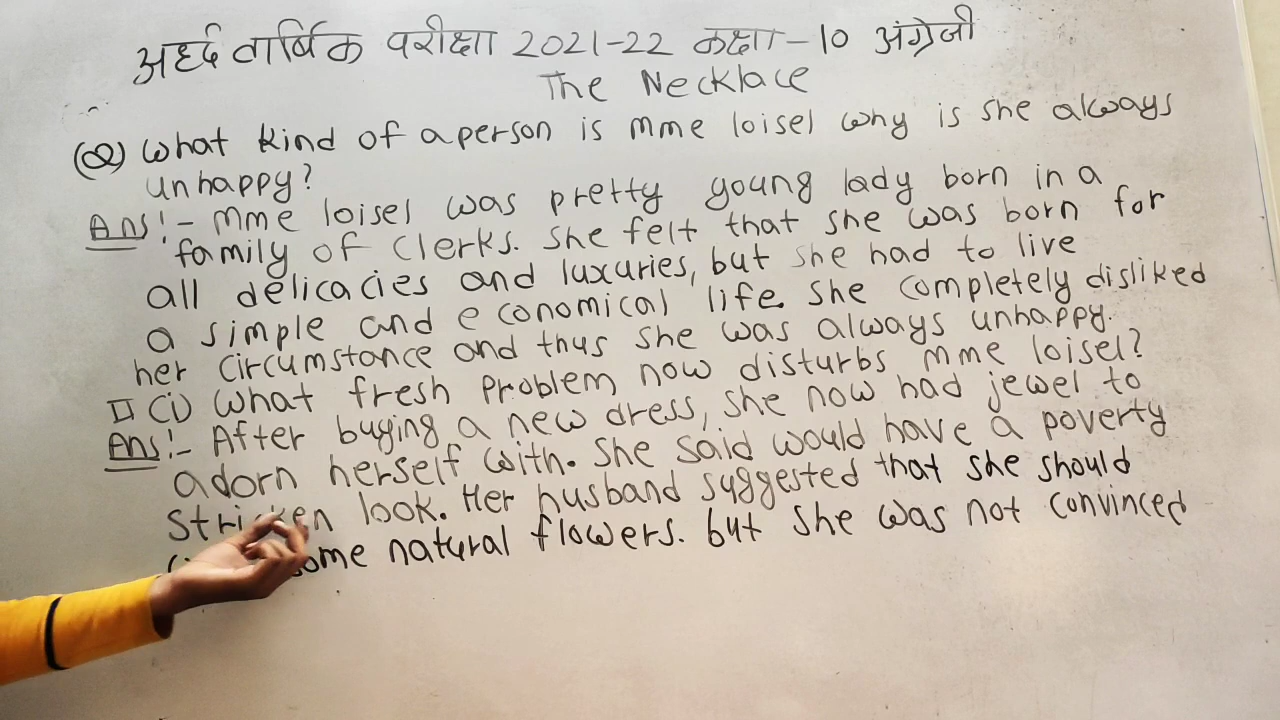 अर्ध्द वार्षिक परीक्षा 2021-22 कक्षा-10 अंग्रेजी
The Necklace
(Q2) What kind of a person is mme loisel why is she always
unhappy?
Ans!- Mme loisel was pretty young lady born in a
family of Clerks. She felt that she was born for
all delicacies and luxuries, but she had to live
a simple and economical life. She completely disliked
her circumstance and thus she was always unhappy.
II (i) What fresh problem now disturbs mme loisel?
Ans!- After buying a new dress, she now had jewel to
adorn herself with. She said would have a poverty
stricken look. Her husband suggested that she should
some natural flowers. but she was not convinced